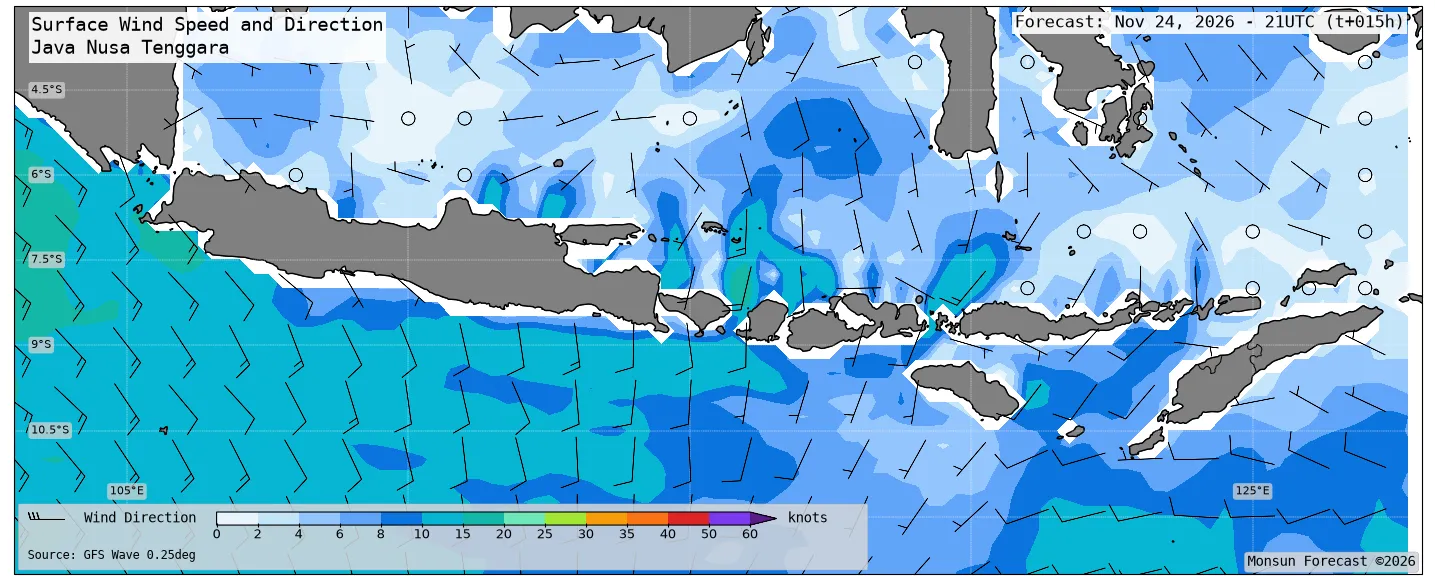 Surface Wind Speed and Direction
Java Nusa Tenggara
Forecast: Nov 24, 2026 - 21UTC (t+015h)
4.5°S
6°S
7.5°S
9°S
10.5°S
105°E
125°E
Wind Direction
0 2 4 6 8 10 15 20 25 30 35 40 50 60
knots
Source: GFS Wave 0.25deg
Monsun Forecast ©2026